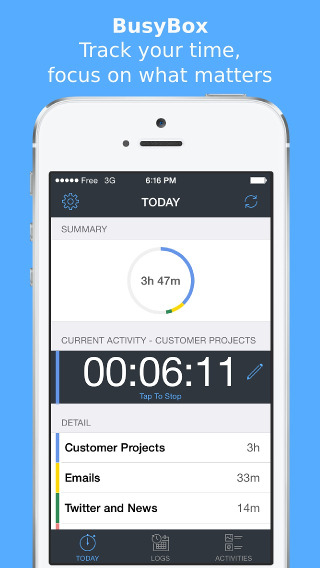 BusyBox
Track your time,
focus on what matters
Free 3G 6:16 PM
TODAY
SUMMARY
3h 47m
CURRENT ACTIVITY - CUSTOMER PROJECTS
00:06:11
Tap To Stop
DETAIL
Customer Projects 3h
Emails 33m
Twitter and News 14m
TODAY LOGS ACTIVITIES